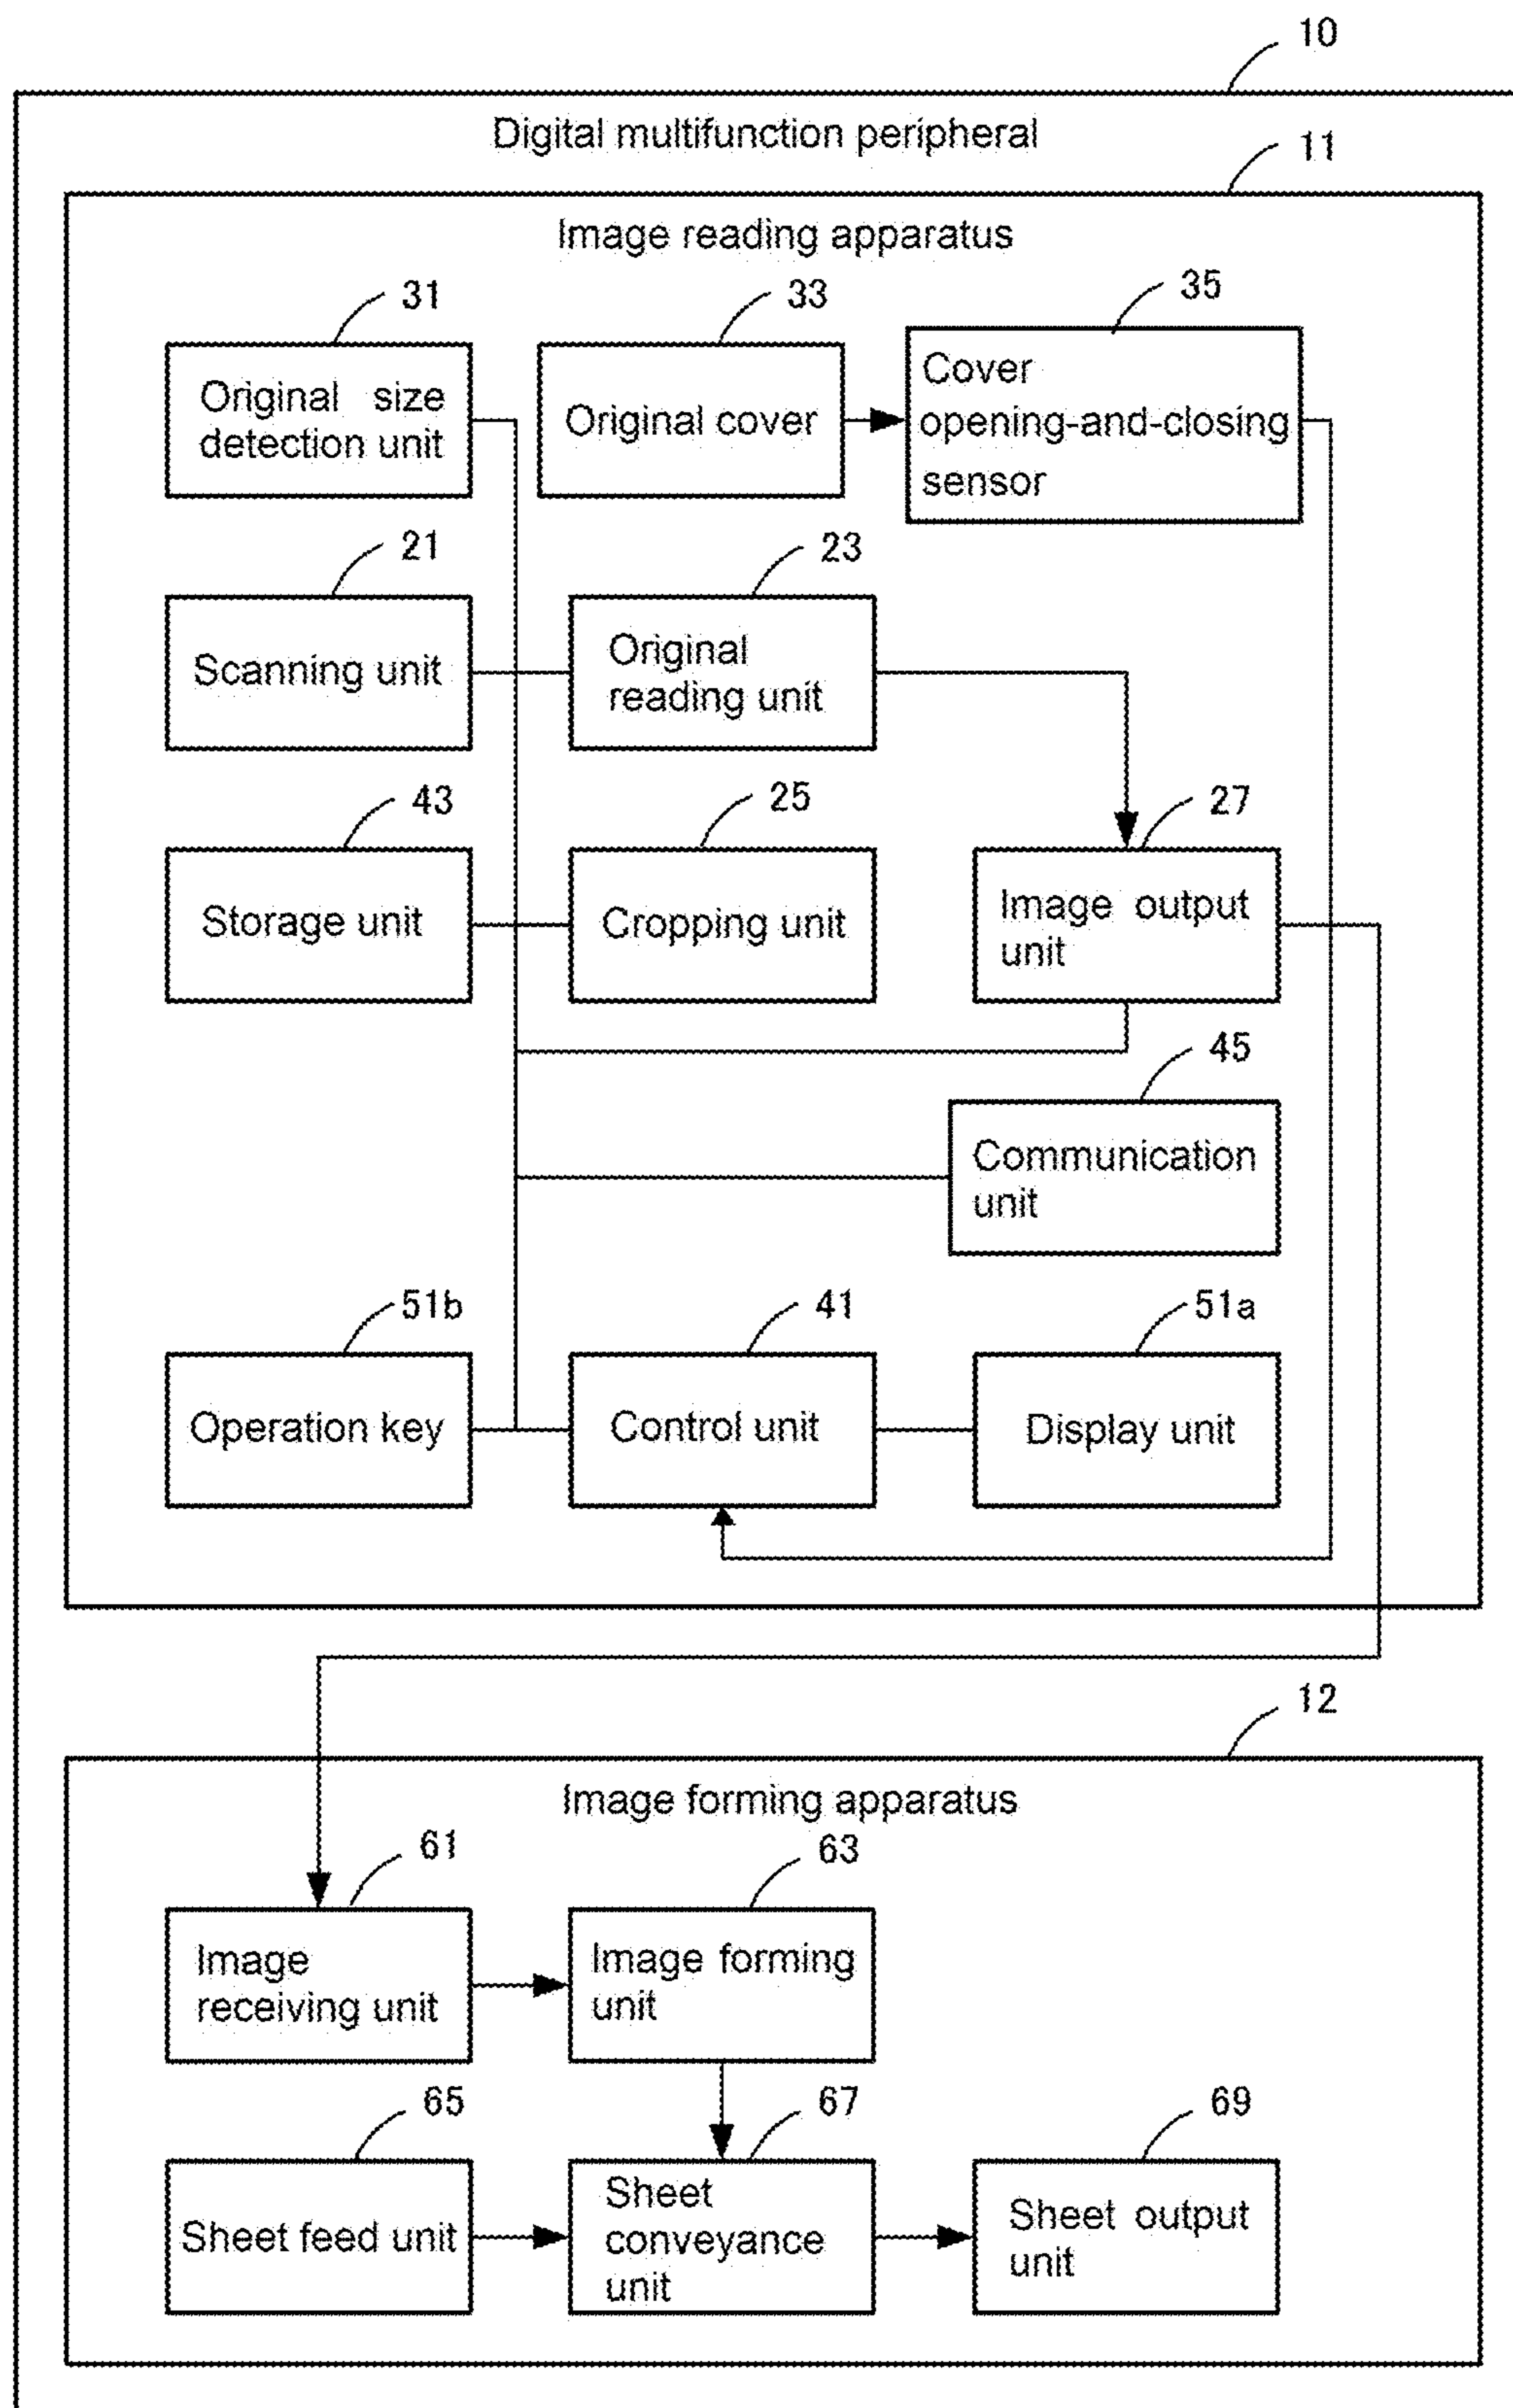 10
Digital multifunction peripheral
11
Image reading apparatus
31
33
35
Original size
detection unit
Original cover
Cover
opening-and-closing
sensor
21
23
Scanning unit
Original
reading unit
43
25
27
Storage unit
Cropping unit
Image output
unit
45
Communication
unit
51b
41
51a
Operation key
Control unit
Display unit
12
Image forming apparatus
61
63
Image
receiving unit
Image forming
unit
65
67
69
Sheet feed unit
Sheet
conveyance
unit
Sheet output
unit